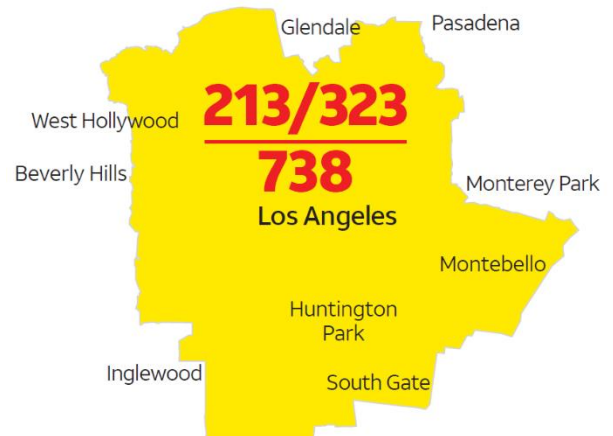 Glendale
Pasadena
West Hollywood
213/323
738
Beverly Hills
Monterey Park
Los Angeles
Montebello
Huntington
Park
Inglewood
South Gate